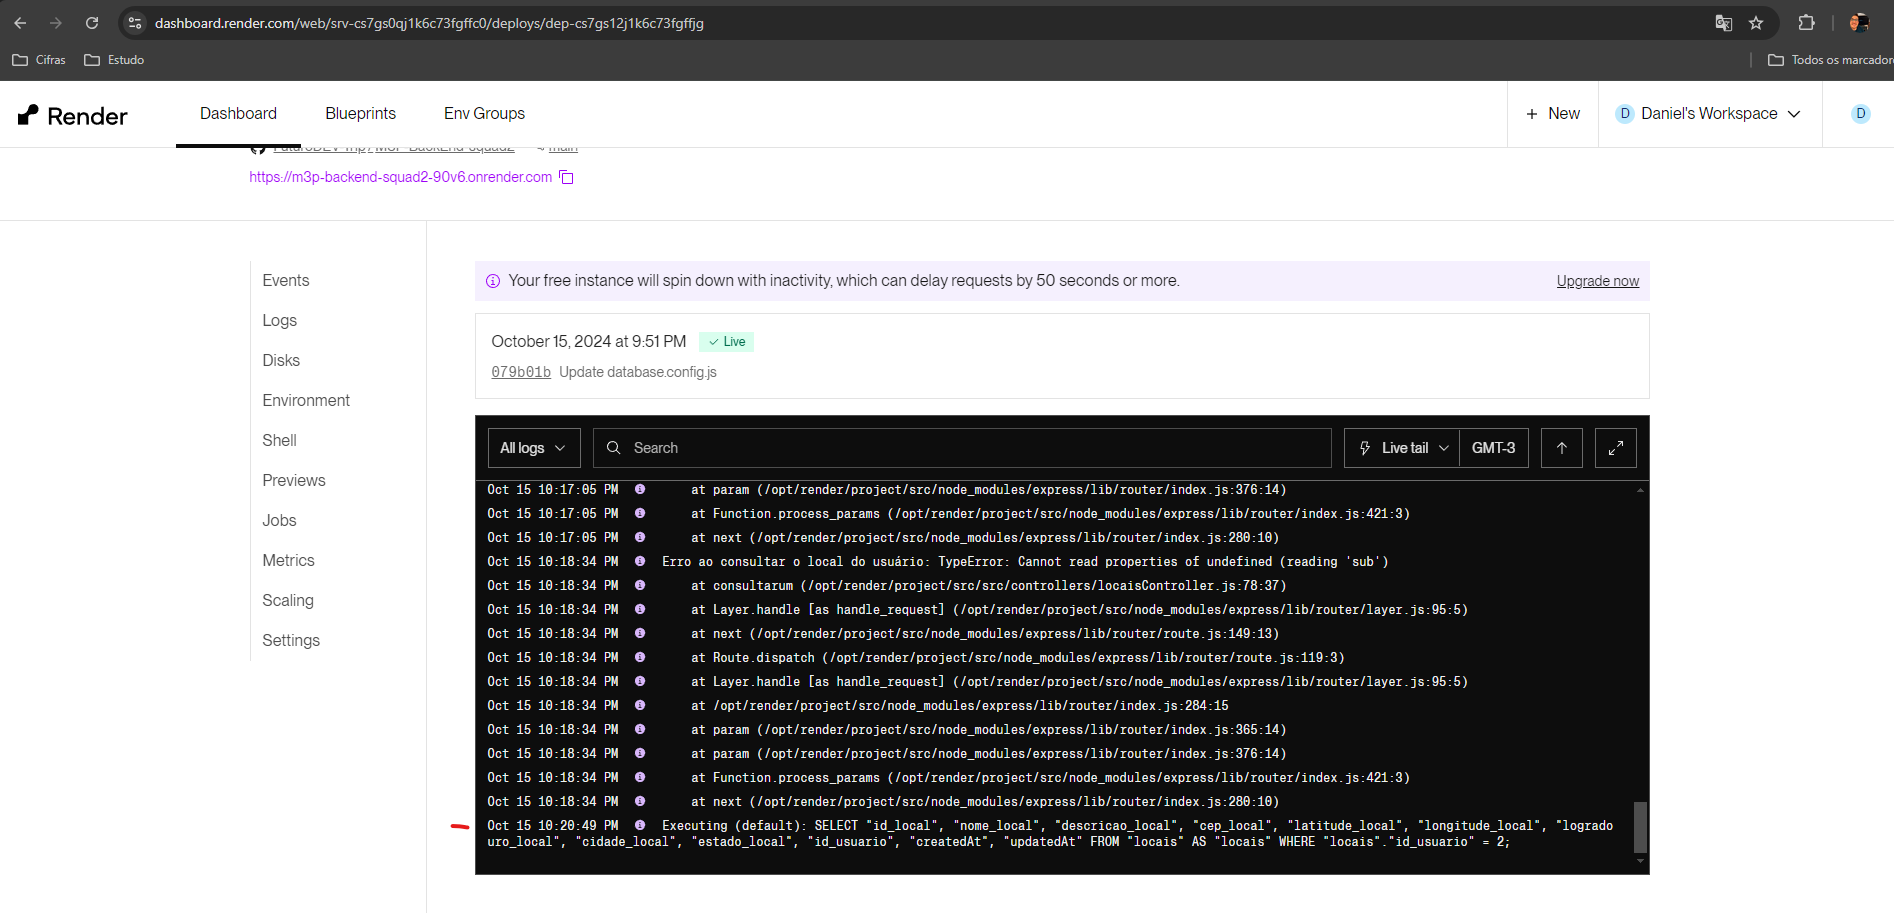 dashboard.render.com/web/srv-cs7gs0qj1k6c73fgffc0/deploys/dep-cs7gs12j1k6c73fgffjg
Cifras Estudo Todos os marcador
Render Dashboard Blueprints Env Groups + New D Daniel's Workspace D
main
https://m3p-backend-squad2-90v6.onrender.com
Events
Logs
Disks
Environment
Shell
Previews
Jobs
Metrics
Scaling
Settings
Your free instance will spin down with inactivity, which can delay requests by 50 seconds or more. Upgrade now
October 15, 2024 at 9:51 PM Live
079b01b Update database.config.js
All logs Search Live tail GMT-3
Oct 15 10:17:05 PM at param (/opt/render/project/src/node_modules/express/lib/router/index.js:376:14)
Oct 15 10:17:05 PM at Function.process_params (/opt/render/project/src/node_modules/express/lib/router/index.js:421:3)
Oct 15 10:17:05 PM at next (/opt/render/project/src/node_modules/express/lib/router/index.js:280:10)
Oct 15 10:18:34 PM Erro ao consultar o local do usuário: TypeError: Cannot read properties of undefined (reading 'sub')
Oct 15 10:18:34 PM at consultarum (/opt/render/project/src/src/controllers/locaisController.js:78:37)
Oct 15 10:18:34 PM at Layer.handle [as handle_request] (/opt/render/project/src/node_modules/express/lib/router/layer.js:95:5)
Oct 15 10:18:34 PM at next (/opt/render/project/src/node_modules/express/lib/router/route.js:149:13)
Oct 15 10:18:34 PM at Route.dispatch (/opt/render/project/src/node_modules/express/lib/router/route.js:119:3)
Oct 15 10:18:34 PM at Layer.handle [as handle_request] (/opt/render/project/src/node_modules/express/lib/router/layer.js:95:5)
Oct 15 10:18:34 PM at /opt/render/project/src/node_modules/express/lib/router/index.js:284:15
Oct 15 10:18:34 PM at param (/opt/render/project/src/node_modules/express/lib/router/index.js:365:14)
Oct 15 10:18:34 PM at param (/opt/render/project/src/node_modules/express/lib/router/index.js:376:14)
Oct 15 10:18:34 PM at Function.process_params (/opt/render/project/src/node_modules/express/lib/router/index.js:421:3)
Oct 15 10:18:34 PM at next (/opt/render/project/src/node_modules/express/lib/router/index.js:280:10)
Oct 15 10:20:49 PM Executing (default): SELECT "id_local", "nome_local", "descricao_local", "cep_local", "latitude_local", "longitude_local", "logrado
ouro_local", "cidade_local", "estado_local", "id_usuario", "createdAt", "updatedAt" FROM "locais" AS "locais" WHERE "locais"."id_usuario" = 2;